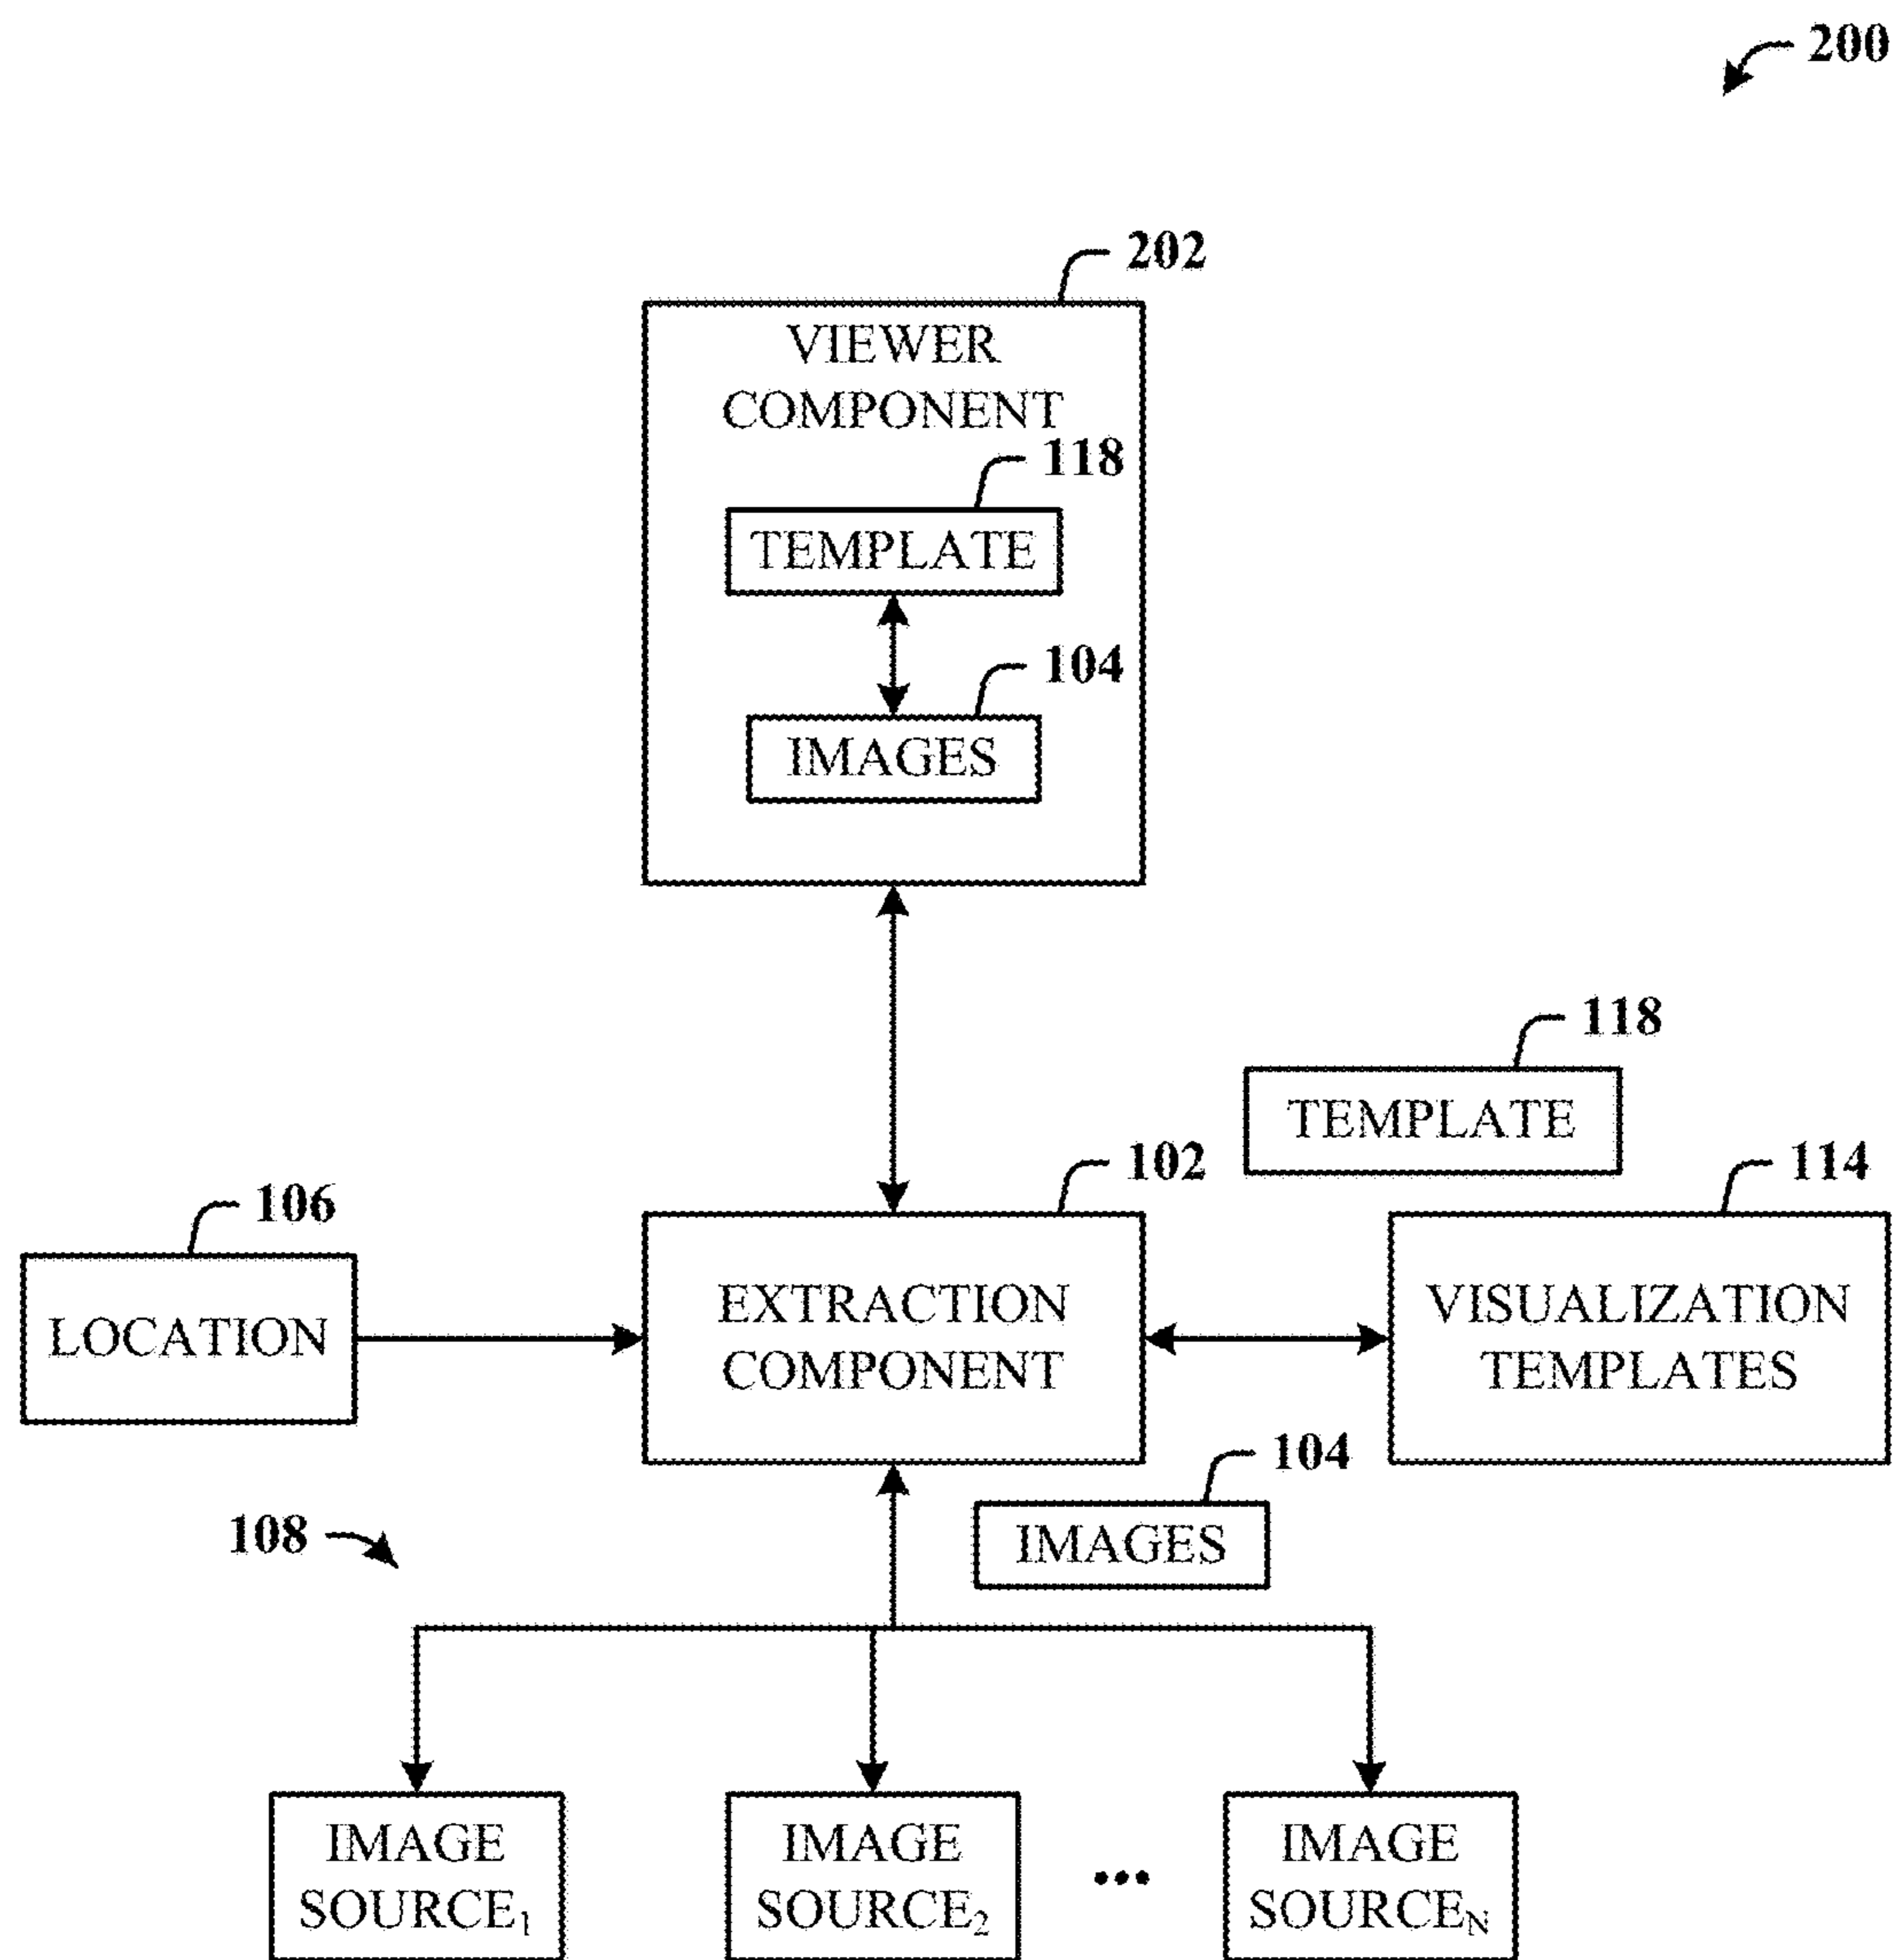 200
202
VIEWER
COMPONENT
118
TEMPLATE
104
IMAGES
118
TEMPLATE
106
LOCATION
102
EXTRACTION
COMPONENT
114
VISUALIZATION
TEMPLATES
104
IMAGES
108
IMAGE
SOURCE₁
IMAGE
SOURCE₂
...
IMAGE
SOURCE_N